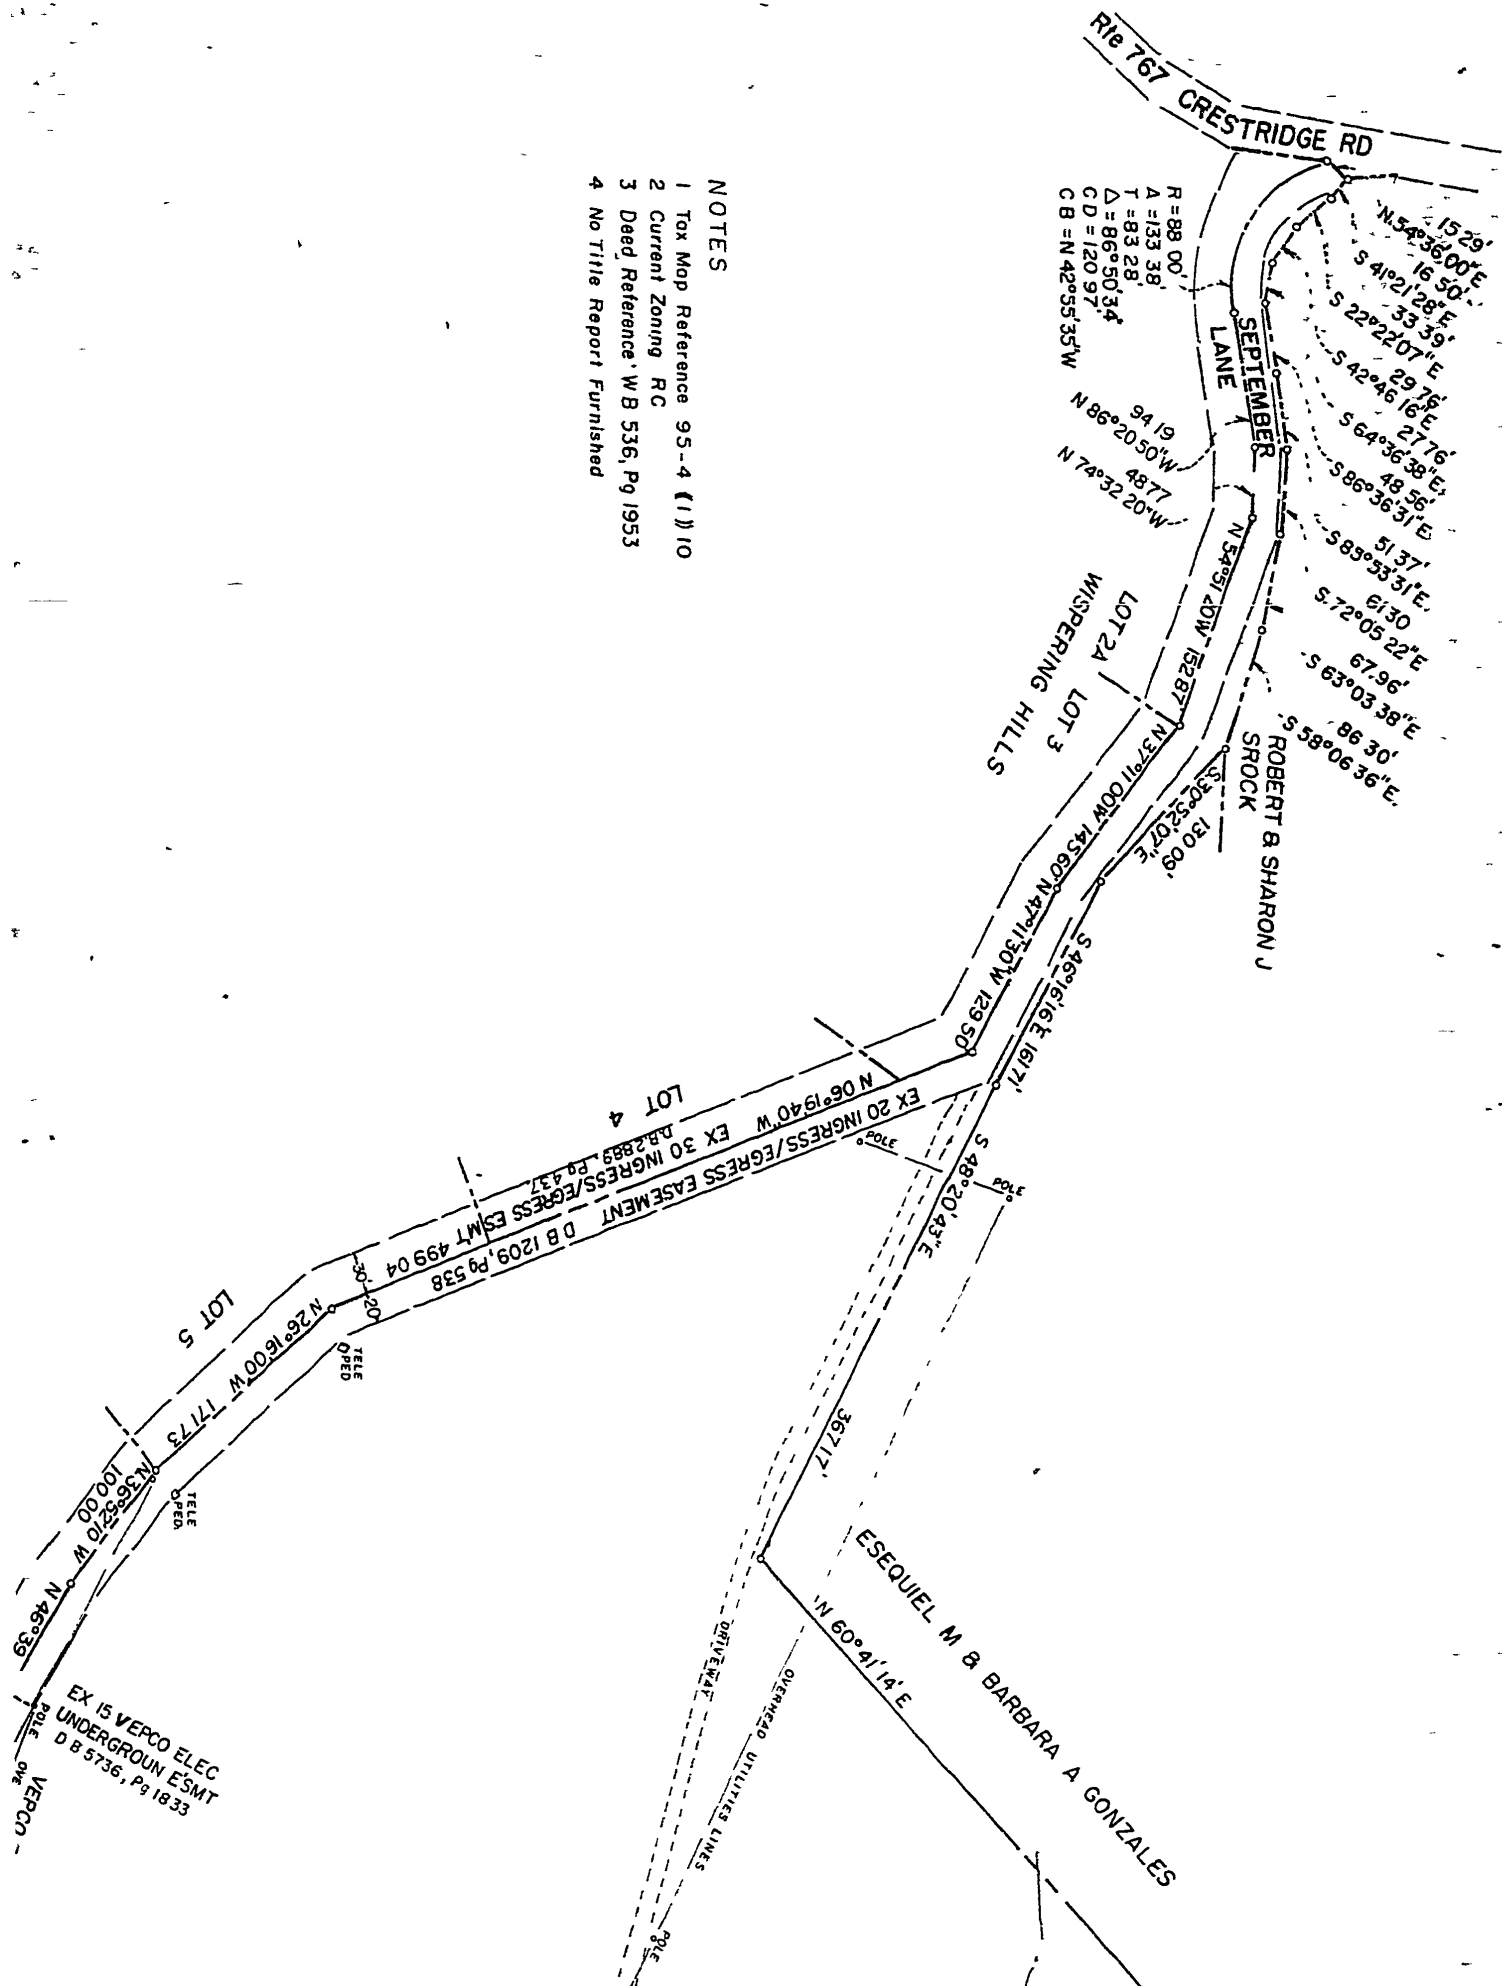 Rte 767 CRESTRIDGE RD
15 29'
N.54°36,00"E
16 50'
S 41°21'28"E
33 39'
S 22°22'07"E
29 76'
S 42°46 16"E
27 76'
S 64°36'38"E
48 56'
S 86°36'31"E
51 37'
S 83°53'31"E.
61 30
S.72°05 22"E
67.96'
S 63°03 38"E
86 30'
S 58°06 36"E.
R = 88 00'
A = 133 38'
T = 83 28'
Δ = 86° 50' 34"
CD = 120 97'
C B = N 42°55'35"W
SEPTEMBER
LANE
94 19
N 86°20 50"W
48 77
N 74°32 20"W
NOTES
1 Tax Map Reference 95-4 ((1)) 10
2 Current Zoning RC
3 Deed Reference' W B 536, Pg 1953
4 No Title Report Furnished
N 54°51 20W 152 87'
LOT 2A
LOT 3
WISPERING HILLS
ROBERT & SHARON J
SROCK
N 37°11 00W 145 60'
130 09'
S.30°52'07"E
N 47°11'30"W 129 50
S 46°16'16"E 161 71'
N 06°19'40"W
EX 30 INGRESS/EGRESS ES'MT 499 04
D.B.2889, Pg 437
LOT 4
EX 20 INGRESS/EGRESS EASEMENT D B 1209, Pg 538
POLE
POLE
S 48°20'43"E
367 17'
30'
20'
LOT 5
N 26°16'00"W 171 73
TELE
PED
TELE
PED.
N 36°52'10 W
100 00
N 46°39
EX 15 VEPCO ELEC
UNDERGROUN E'SMT
D B 5736, Pg 1833
POLE
OVE
VEPCO -
ESEQUIEL M & BARBARA A GONZALES
N 60°41'14' E
DRIVEWAY
OVERHEAD UTILITIES LINES
POLE